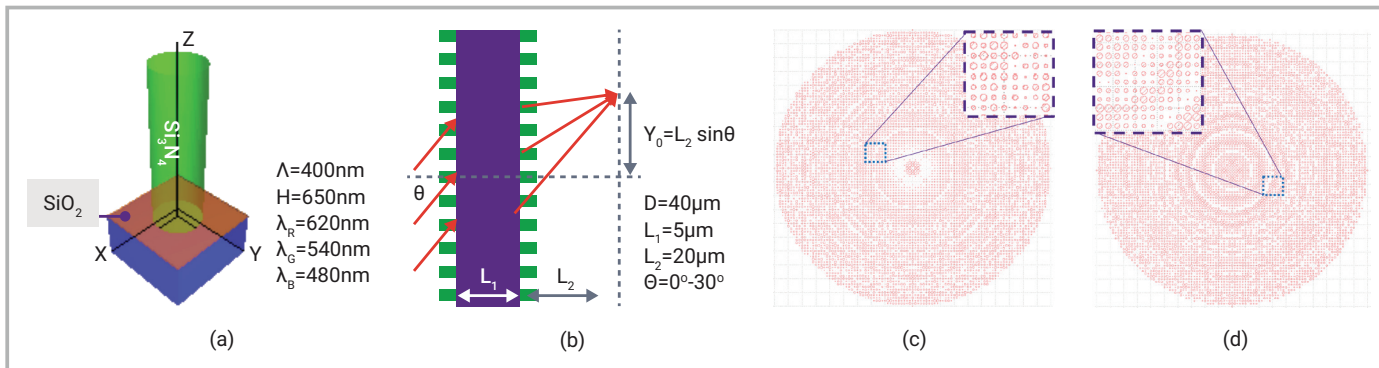 Z
Si3N4
SiO2
X
Y
Λ=400nm
H=650nm
λR=620nm
λG=540nm
λB=480nm
(a)
θ
L1
L2
Y0=L2 sinθ
D=40μm
L1=5μm
L2=20μm
Θ=0°-30°
(b)
(c)
(d)